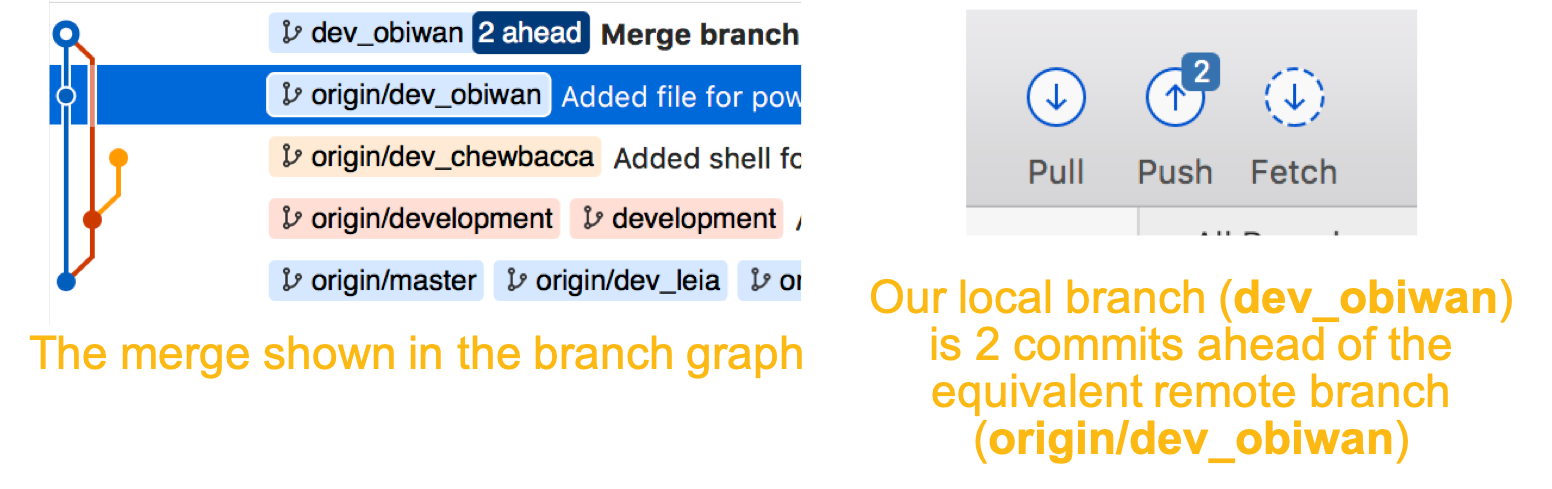 dev_obiwan 2 ahead Merge branch
origin/dev_obiwan Added file for pow
origin/dev_chewbacca Added shell fo
origin/development development
origin/master origin/dev_leia or
The merge shown in the branch graph
2
Pull Push Fetch
Our local branch (dev_obiwan)
is 2 commits ahead of the
equivalent remote branch
(origin/dev_obiwan)